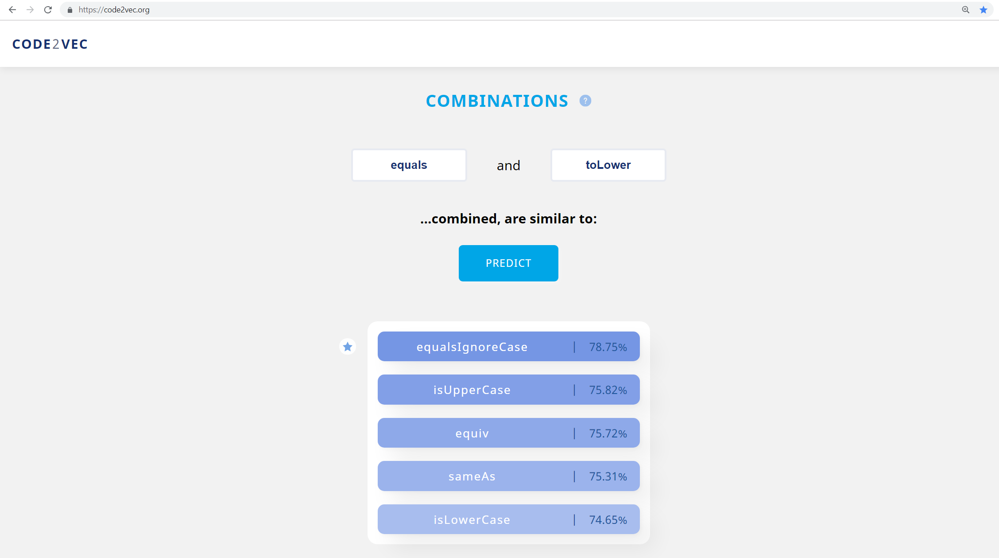 https://code2vec.org
CODE2VEC
COMBINATIONS ?
equals and toLower
...combined, are similar to:
PREDICT
equalsIgnoreCase | 78.75%
isUpperCase | 75.82%
equiv | 75.72%
sameAs | 75.31%
isLowerCase | 74.65%